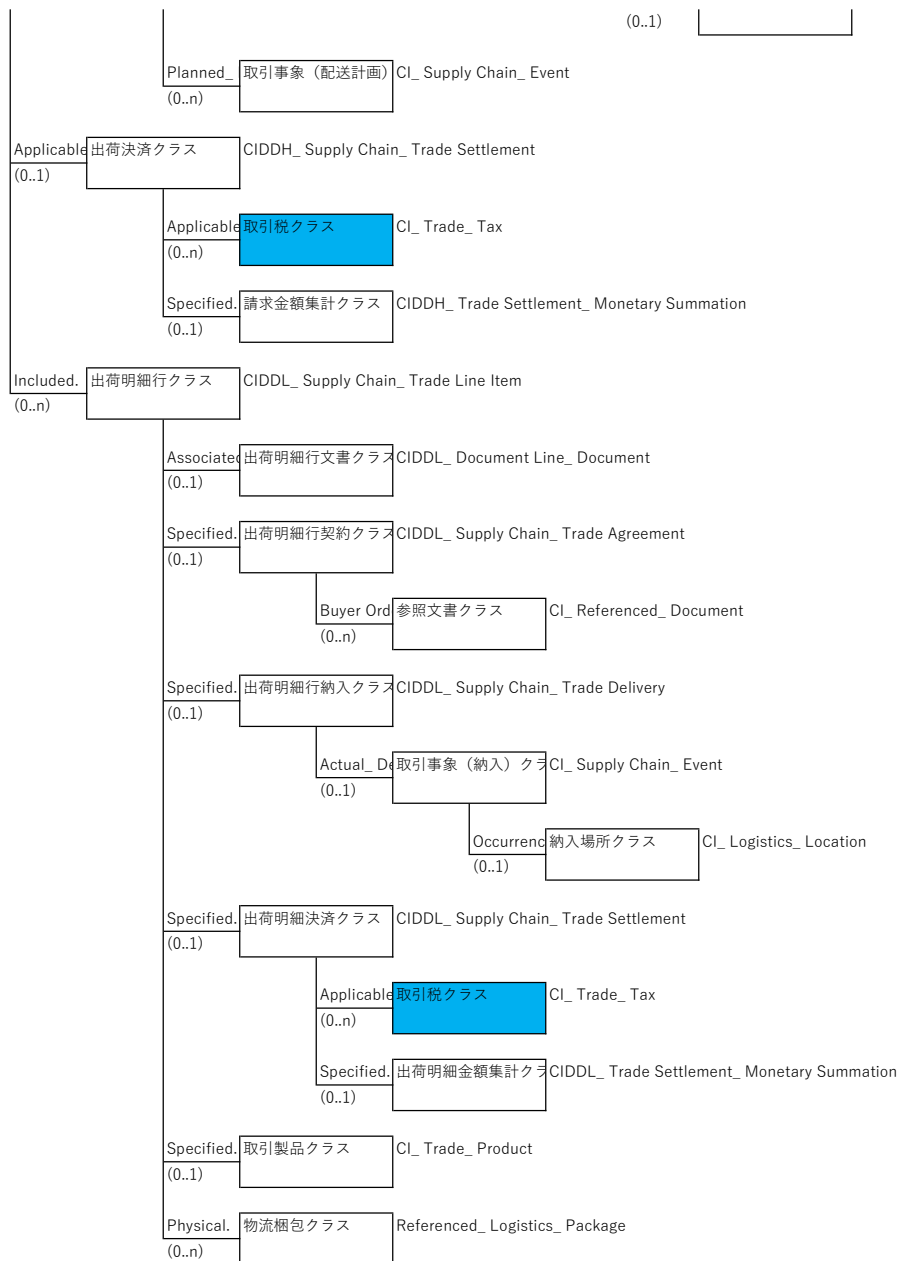 (0..1)
Planned_ 取引事象（配送計画） CI_ Supply Chain_ Event
(0..n)
Applicable 出荷決済クラス CIDDH_ Supply Chain_ Trade Settlement
(0..1)
Applicable 取引税クラス CI_ Trade_ Tax
(0..n)
Specified. 請求金額集計クラス CIDDH_ Trade Settlement_ Monetary Summation
(0..1)
Included. 出荷明細行クラス CIDDL_ Supply Chain_ Trade Line Item
(0..n)
Associated 出荷明細行文書クラス CIDDL_ Document Line_ Document
(0..1)
Specified. 出荷明細行契約クラス CIDDL_ Supply Chain_ Trade Agreement
(0..1)
Buyer Ord 参照文書クラス CI_ Referenced_ Document
(0..n)
Specified. 出荷明細行納入クラス CIDDL_ Supply Chain_ Trade Delivery
(0..1)
Actual_ De 取引事象（納入）クラ CI_ Supply Chain_ Event
(0..1)
Occurrenc 納入場所クラス CI_ Logistics_ Location
(0..1)
Specified. 出荷明細決済クラス CIDDL_ Supply Chain_ Trade Settlement
(0..1)
Applicable 取引税クラス CI_ Trade_ Tax
(0..n)
Specified. 出荷明細金額集計クラ CIDDL_ Trade Settlement_ Monetary Summation
(0..1)
Specified. 取引製品クラス CI_ Trade_ Product
(0..1)
Physical. 物流梱包クラス Referenced_ Logistics_ Package
(0..n)